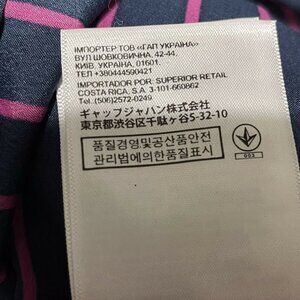 ІМПОРТЕР ТОВ «ГАП УКРАЇНА»
ВУЛ ШОВКОВИЧНА, 42-44,
КИЇВ, УКРАЇНА, 01601.
ТЕЛ +380444590421
IMPORTADOR POR: SUPERIOR RETAIL
COSTA RICA, S.A. 3-101-660862
Tel.(506)2572-0249
ギャップジャパン株式会社
東京都渋谷区千駄ヶ谷5-32-10
품질경영및공산품안전
관리법에의한품질표시
003